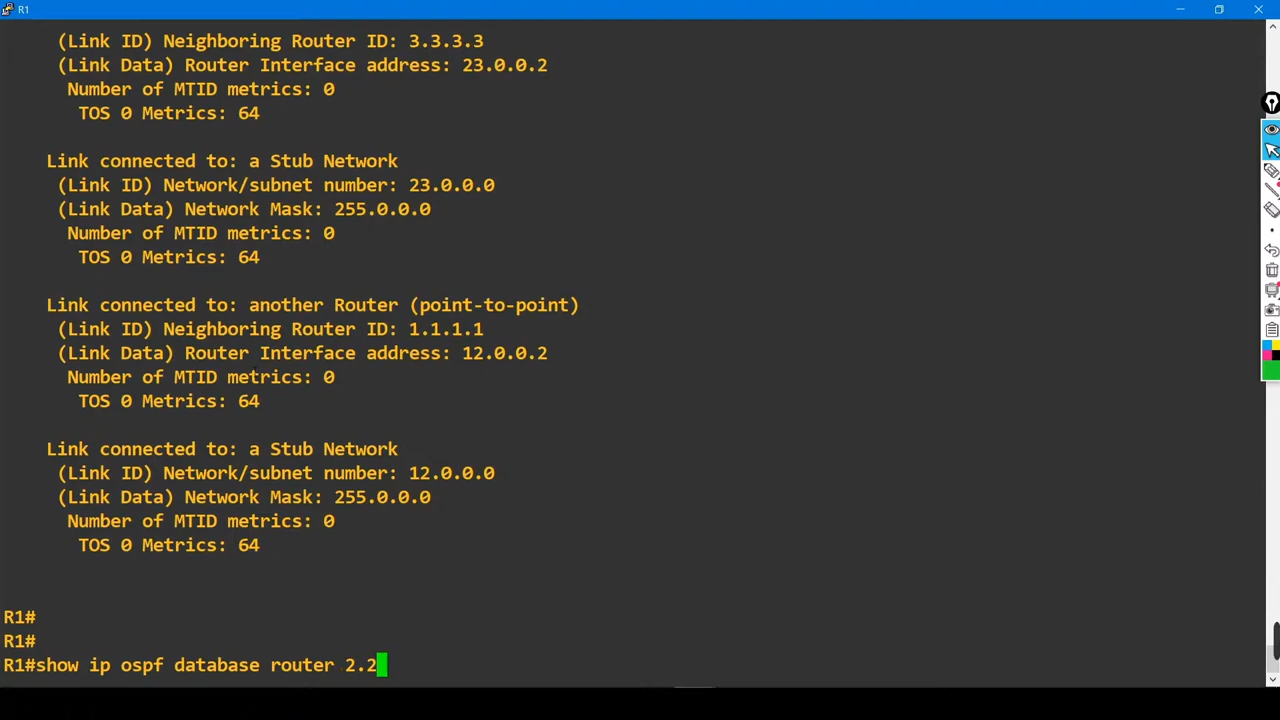 R1
(Link ID) Neighboring Router ID: 3.3.3.3
(Link Data) Router Interface address: 23.0.0.2
Number of MTID metrics: 0
TOS 0 Metrics: 64
Link connected to: a Stub Network
(Link ID) Network/subnet number: 23.0.0.0
(Link Data) Network Mask: 255.0.0.0
Number of MTID metrics: 0
TOS 0 Metrics: 64
Link connected to: another Router (point-to-point)
(Link ID) Neighboring Router ID: 1.1.1.1
(Link Data) Router Interface address: 12.0.0.2
Number of MTID metrics: 0
TOS 0 Metrics: 64
Link connected to: a Stub Network
(Link ID) Network/subnet number: 12.0.0.0
(Link Data) Network Mask: 255.0.0.0
Number of MTID metrics: 0
TOS 0 Metrics: 64
R1#
R1#
R1#show ip ospf database router 2.2